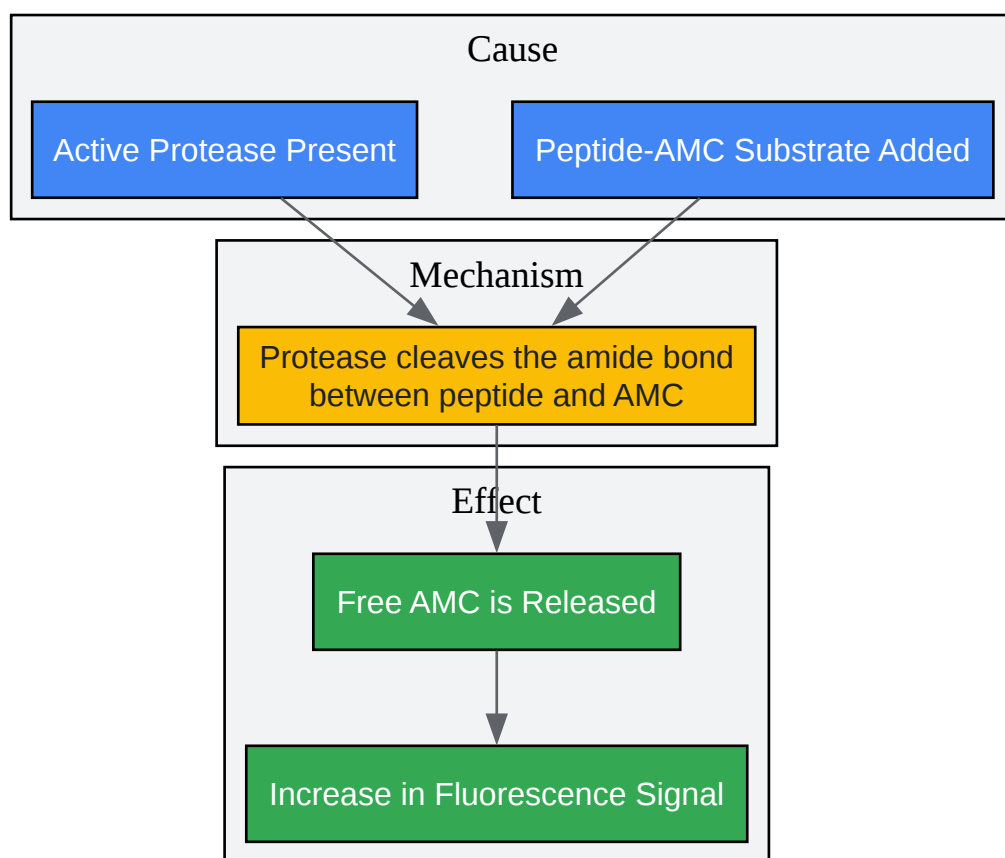 Cause
Active Protease Present
Peptide-AMC Substrate Added
Mechanism
Protease cleaves the amide bond
between peptide and AMC
Effect
Free AMC is Released
Increase in Fluorescence Signal